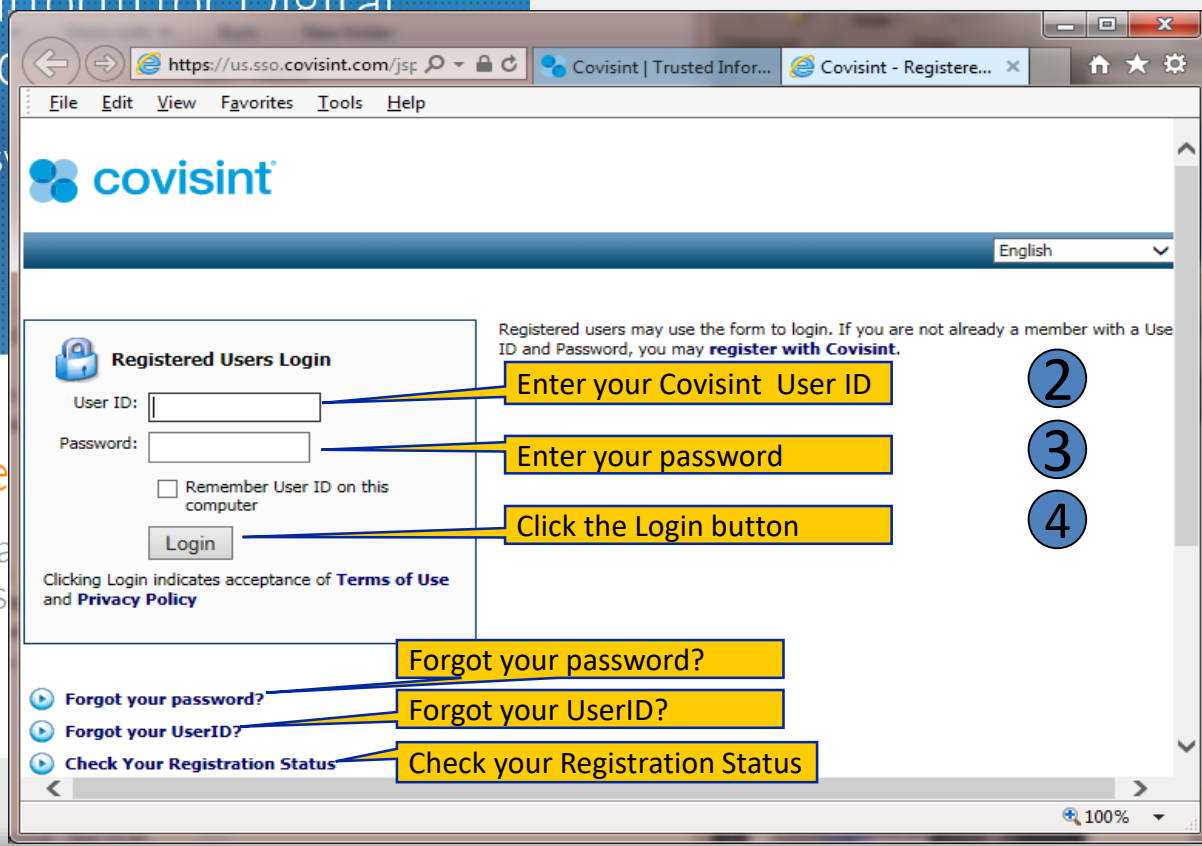 https://us.sso.covisint.com/jsp
Covisint | Trusted Infor...
Covisint - Registere...
File Edit View Favorites Tools Help
covisint
English
Registered users may use the form to login. If you are not already a member with a Use
ID and Password, you may register with Covisint.
Registered Users Login
User ID:
Enter your Covisint User ID
2
Password:
Enter your password
3
Remember User ID on this
computer
Login
Click the Login button
4
Clicking Login indicates acceptance of Terms of Use
and Privacy Policy
Forgot your password?
Forgot your password?
Forgot your UserID?
Forgot your UserID?
Check Your Registration Status
Check your Registration Status
100%